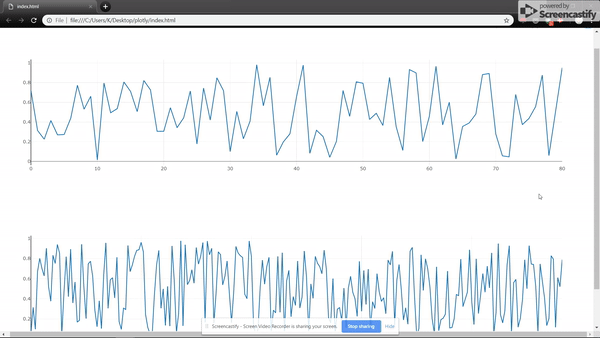 index.html
powered by
Screencastify
File | file:///C:/Users/K/Desktop/plotly/index.html
1
0.8
0.6
0.4
0.2
0
0 10 20 30 40 50 60 70 80
1
0.8
0.6
0.4
0.2
Screencastify - Screen Video Recorder is sharing your screen. Stop sharing Hide